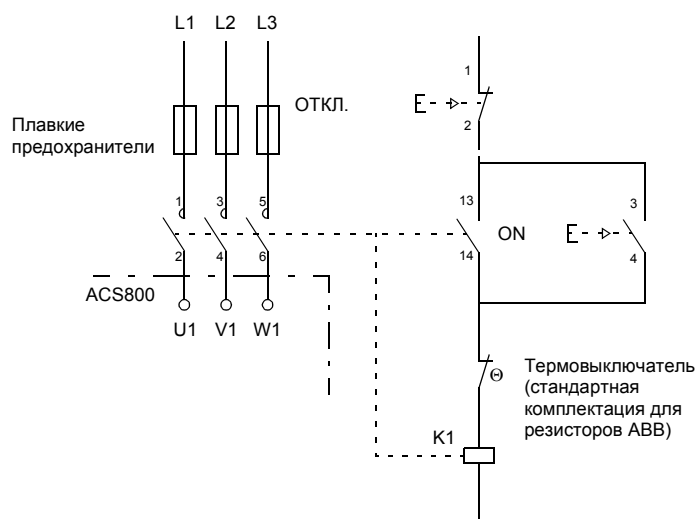 L1 L2 L3
1
ОТКЛ.
2
Плавкие
предохранители
1 3 5
13
3
ON
2 4 6
14
4
ACS800
U1 V1 W1
Θ
Термовыключатель
(стандартная
комплектация для
резисторов ABB)
K1